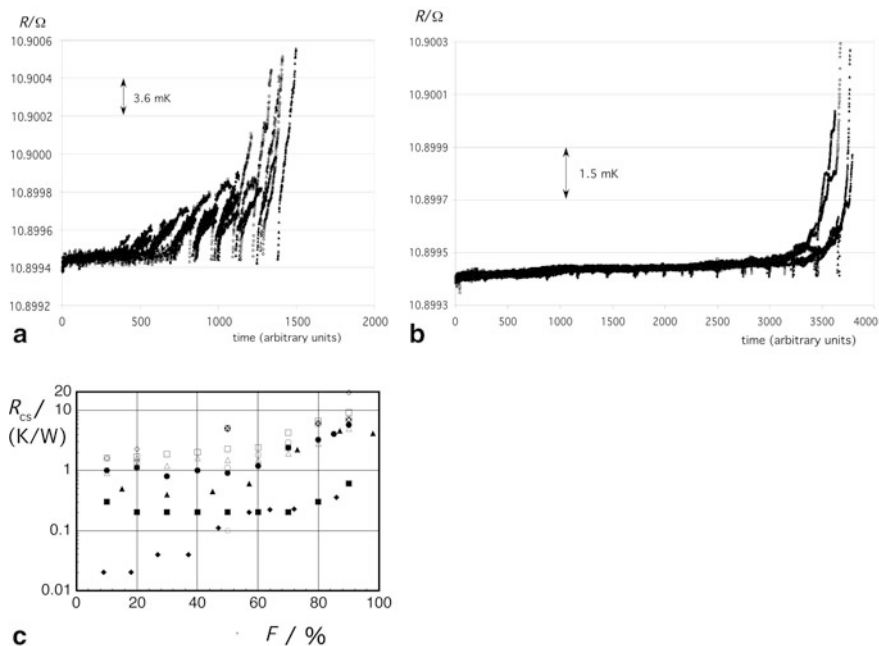 R/Ω
10.9006
10.9004
10.9002
10.9000
10.8998
10.8996
10.8994
10.8992
3.6 mK
0 500 1000 1500 2000
time (arbitrary units)
a
R/Ω
10.9003
10.9001
10.8999
10.8997
10.8995
10.8993
1.5 mK
0 500 1000 1500 2000 2500 3000 3500 4000
time (arbitrary units)
b
R_cs /
(K/W)
20
10
1
0.1
0.01
0 20 40 60 80 100
F / %
c